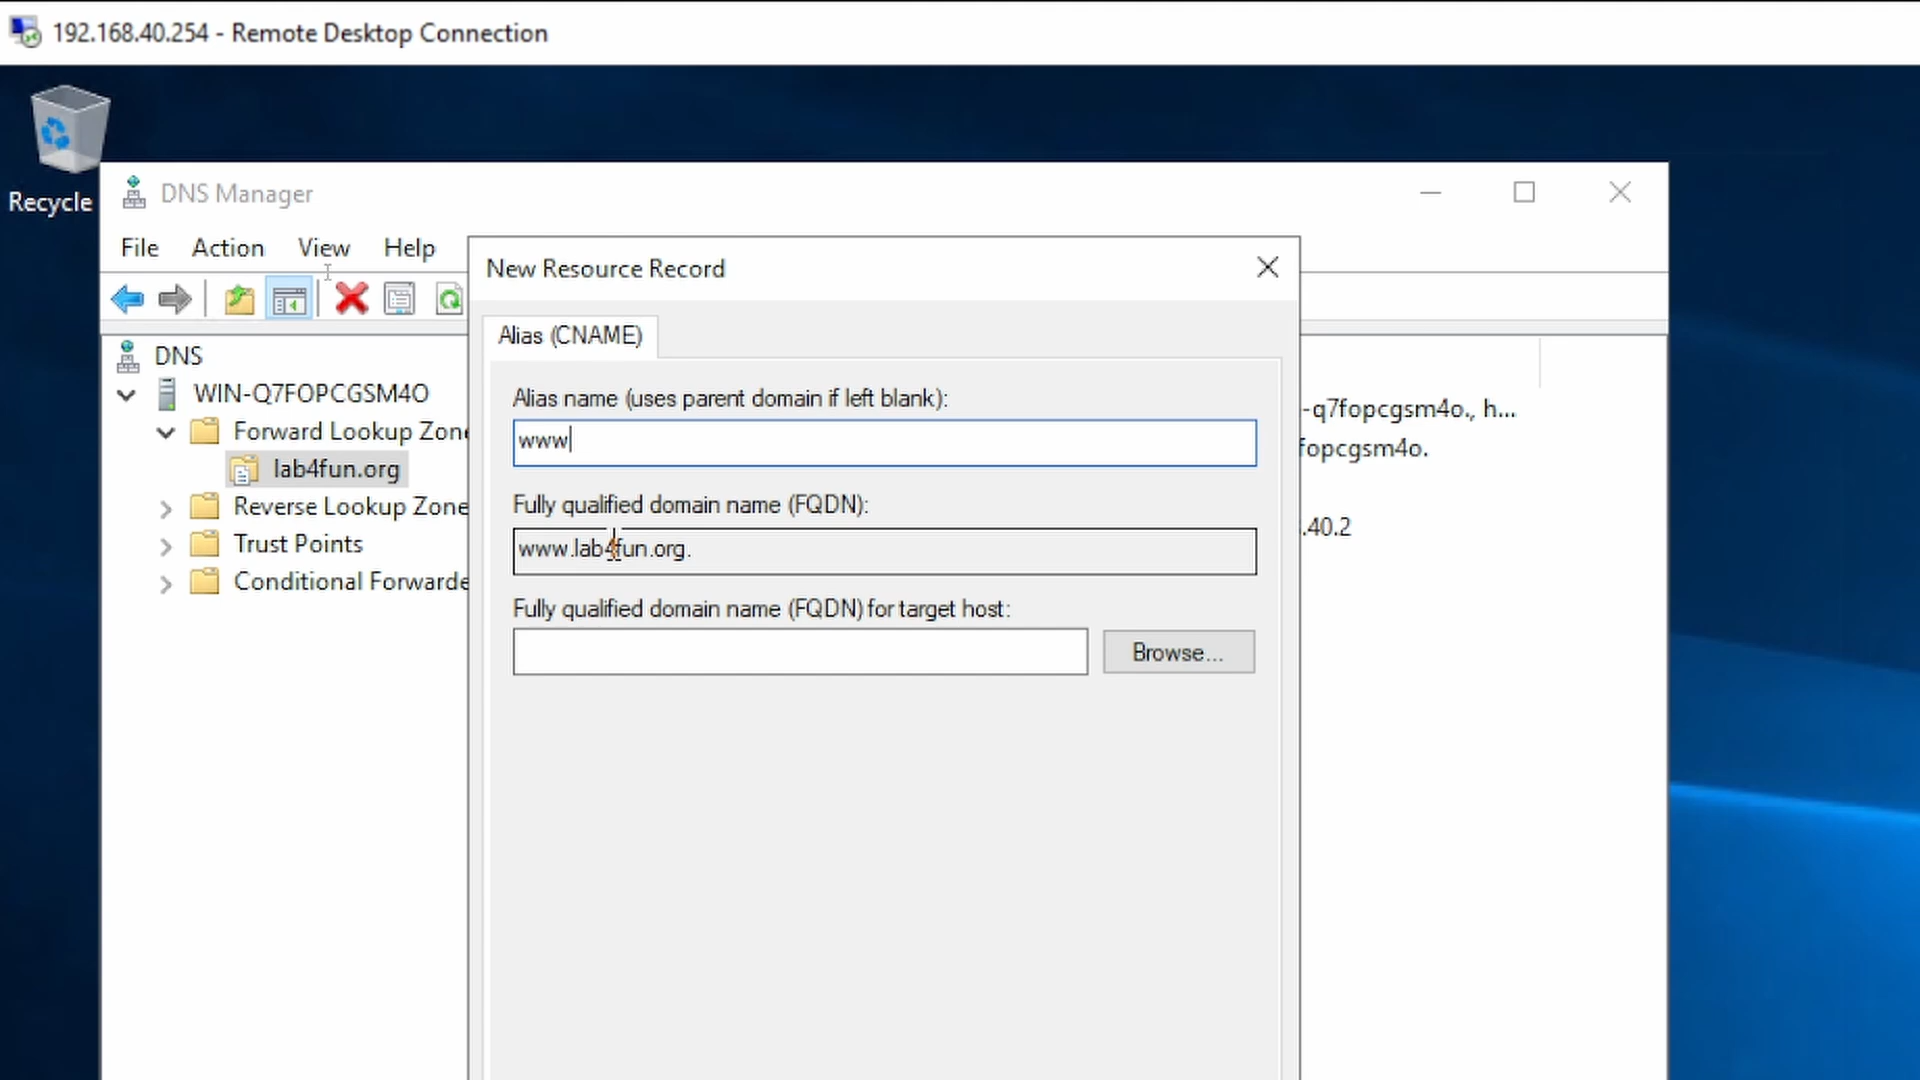 192.168.40.254 - Remote Desktop Connection
Recycle
DNS Manager
File Action View Help
New Resource Record
Alias (CNAME)
DNS
WIN-Q7FOPCGSM4O
Forward Lookup Zone
lab4fun.org
Reverse Lookup Zone
Trust Points
Conditional Forwarde
Alias name (uses parent domain if left blank):
www
Fully qualified domain name (FQDN):
www.lab4fun.org.
Fully qualified domain name (FQDN) for target host:
Browse...
-q7fopcgsm4o., h...
fopcgsm4o.
.40.2